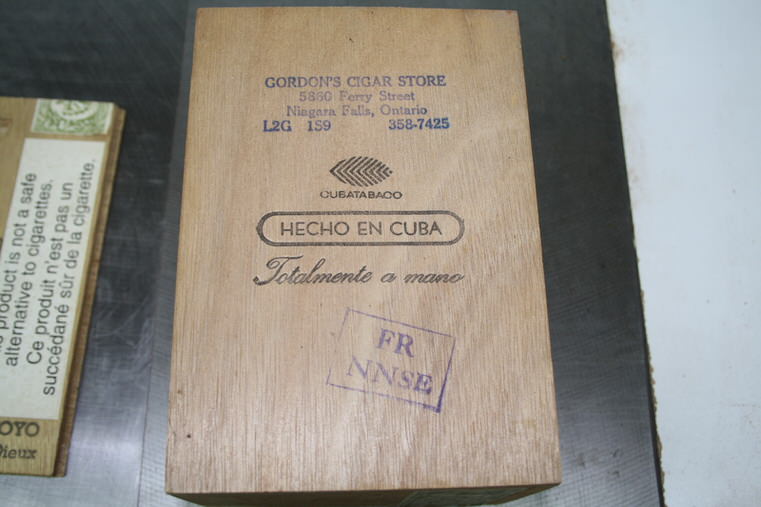 GORDON'S CIGAR STORE
5860 Ferry Street
Niagara Falls, Ontario
L2G 1S9 358-7425
CUBATABACO
HECHO EN CUBA
Totalmente a mano
FR
NNSE
product is not a safe
alternative to cigarettes.
Ce produit n'est pas un
succédané sûr de la cigarette.
OYO
Dieux